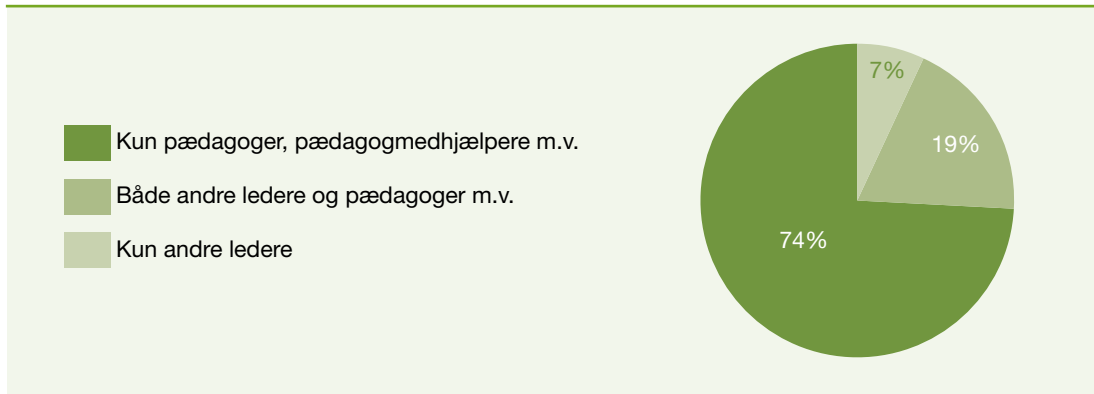 Kun pædagoger, pædagogmedhjælpere m.v.
Både andre ledere og pædagoger m.v.
Kun andre ledere
7%
19%
74%